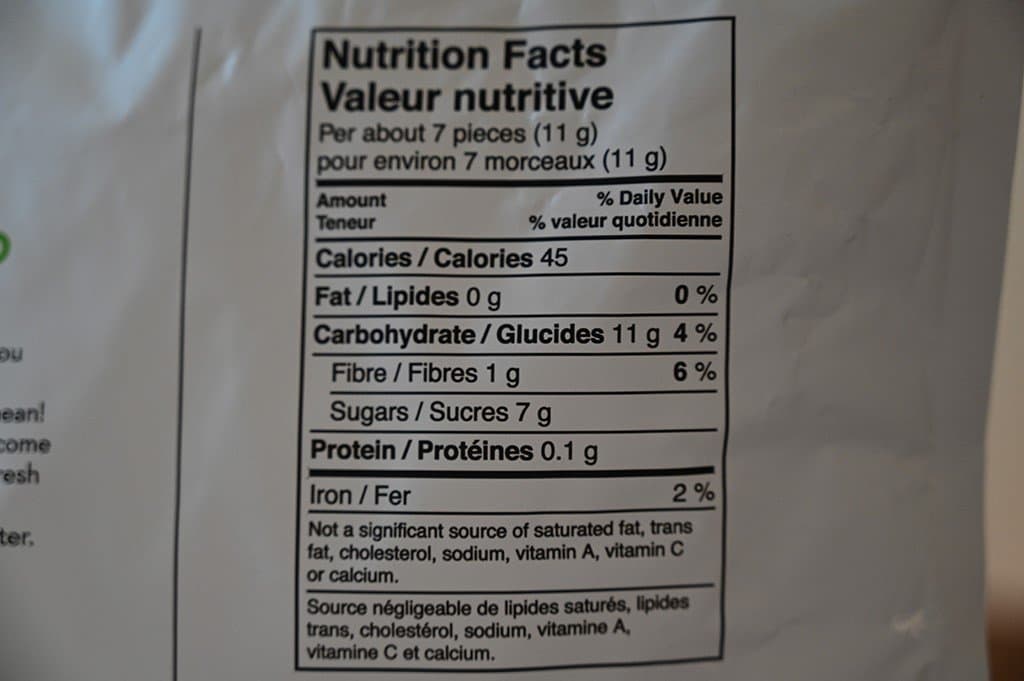 ou
ean!
come
resh
ter.
Nutrition Facts
Valeur nutritive
Per about 7 pieces (11 g)
pour environ 7 morceaux (11 g)
Amount % Daily Value
Teneur % valeur quotidienne
Calories / Calories 45
Fat / Lipides 0 g 0 %
Carbohydrate / Glucides 11 g 4 %
Fibre / Fibres 1 g 6 %
Sugars / Sucres 7 g
Protein / Protéines 0.1 g
Iron / Fer 2 %
Not a significant source of saturated fat, trans
fat, cholesterol, sodium, vitamin A, vitamin C
or calcium.
Source négligeable de lipides saturés, lipides
trans, cholestérol, sodium, vitamine A,
vitamine C et calcium.